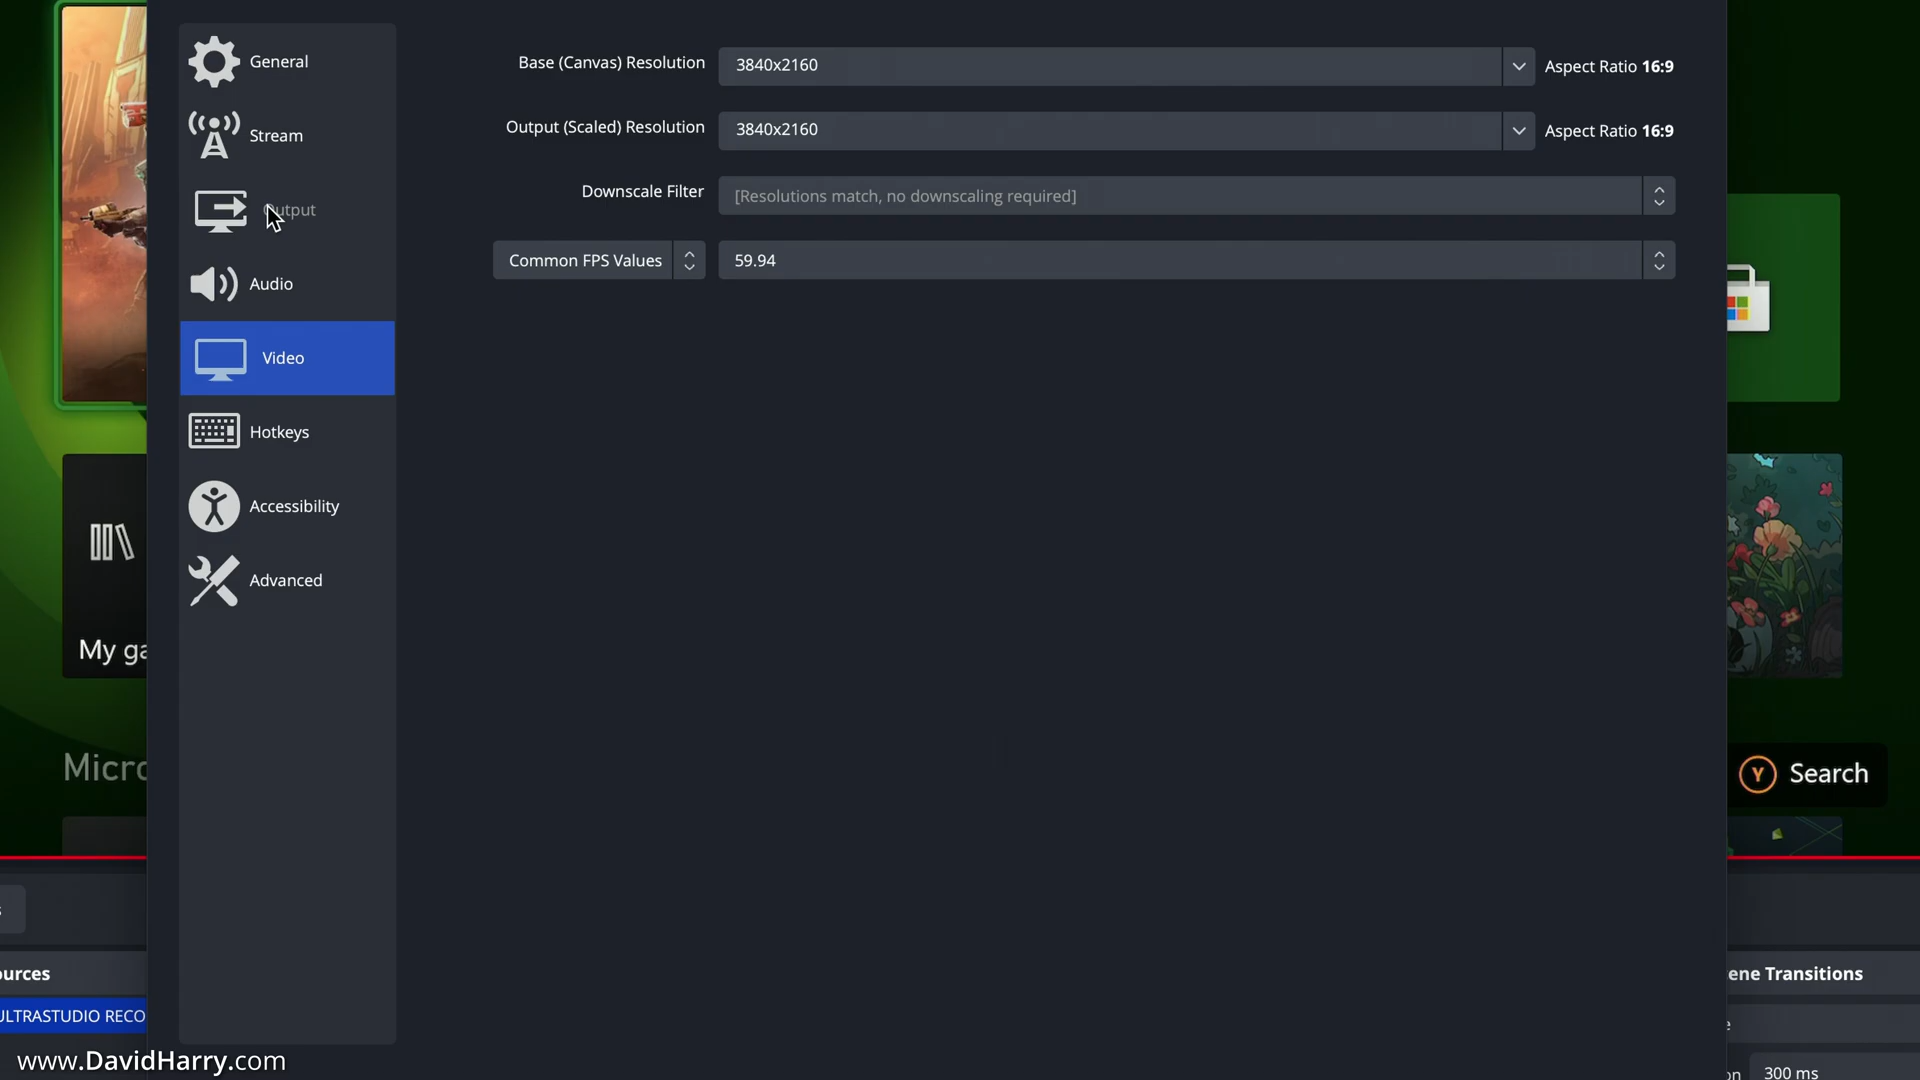 General
Stream
Output
Audio
Video
Hotkeys
Accessibility
Advanced
Base (Canvas) Resolution 3840x2160 Aspect Ratio 16:9
Output (Scaled) Resolution 3840x2160 Aspect Ratio 16:9
Downscale Filter [Resolutions match, no downscaling required]
Common FPS Values 59.94
My ga
Micro
Y Search
ources
ULTRASTUDIO RECO
ene Transitions
300 ms
www.DavidHarry.com